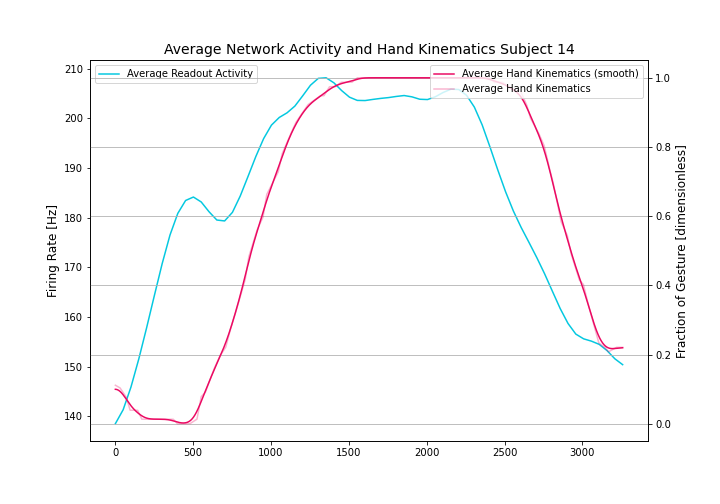 Average Network Activity and Hand Kinematics Subject 14
Average Readout Activity
Average Hand Kinematics (smooth)
Average Hand Kinematics
Firing Rate [Hz]
210
200
190
180
170
160
150
140
Fraction of Gesture [dimensionless]
1.0
0.8
0.6
0.4
0.2
0.0
0 500 1000 1500 2000 2500 3000